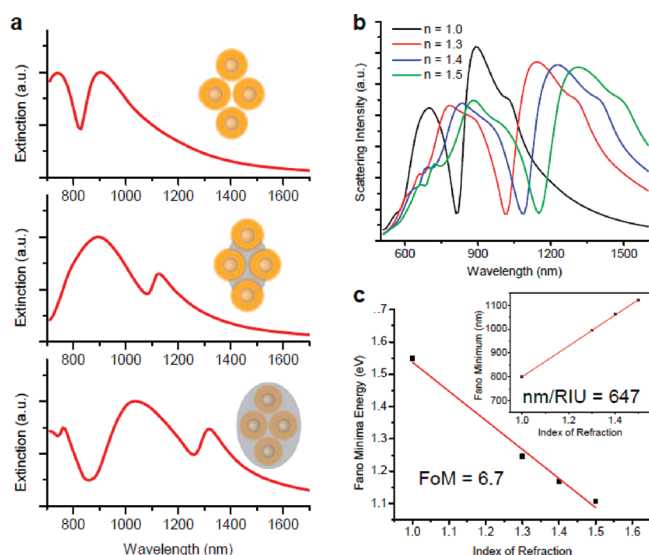 a
Extinction (a.u.)
800 1000 1200 1400 1600
Extinction (a.u.)
800 1000 1200 1400 1600
Extinction (a.u.)
800 1000 1200 1400 1600
Wavelength (nm)
b
n = 1.0
n = 1.3
n = 1.4
n = 1.5
Scattering Intensity (a.u.)
600 900 1200 1500
Wavelength (nm)
c
Fano Minima Energy (eV)
..7
1.6
1.5
1.4
1.3
1.2
1.1
FoM = 6.7
1.0 1.1 1.2 1.3 1.4 1.5 1.6
Index of Refraction
Fano Minimum (nm)
1100
1000
900
800
700
nm/RIU = 647
1.0 1.2 1.4
Index of Refraction